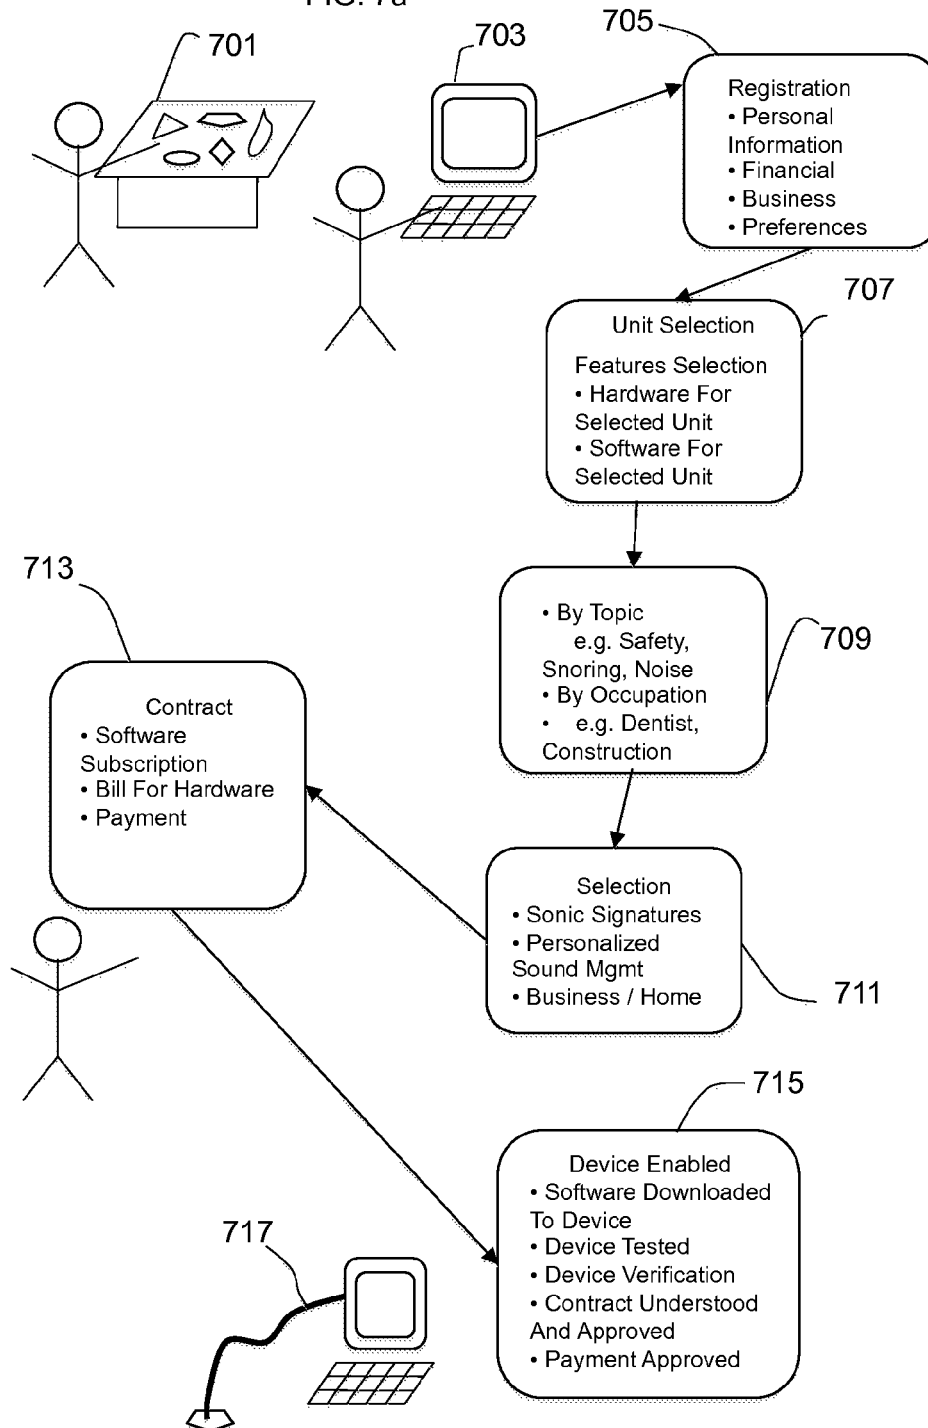 FIG. 7a
701
703
705
Registration
• Personal
Information
• Financial
• Business
• Preferences
707
Unit Selection
Features Selection
• Hardware For
Selected Unit
• Software For
Selected Unit
709
• By Topic
e.g. Safety,
Snoring, Noise
• By Occupation
• e.g. Dentist,
Construction
711
Selection
• Sonic Signatures
• Personalized
Sound Mgmt
• Business / Home
713
Contract
• Software
Subscription
• Bill For Hardware
• Payment
715
Device Enabled
• Software Downloaded
To Device
• Device Tested
• Device Verification
• Contract Understood
And Approved
• Payment Approved
717